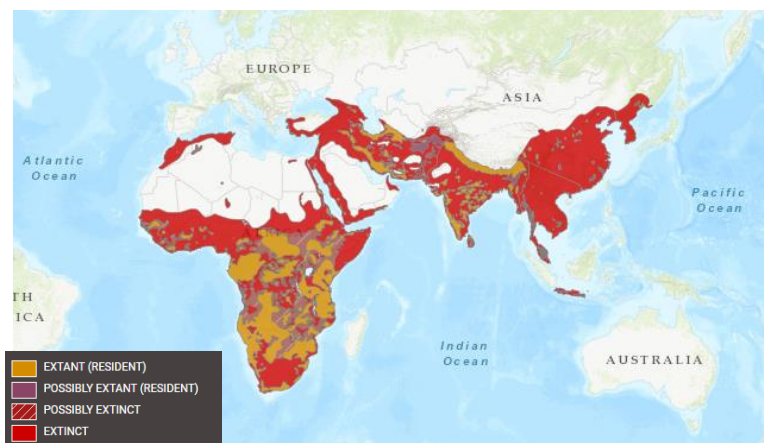 EUROPE
ASIA
Atlantic
Ocean
Pacific
Ocean
TH
ICA
Indian
Ocean
AUSTRALIA
EXTANT (RESIDENT)
POSSIBLY EXTANT (RESIDENT)
POSSIBLY EXTINCT
EXTINCT